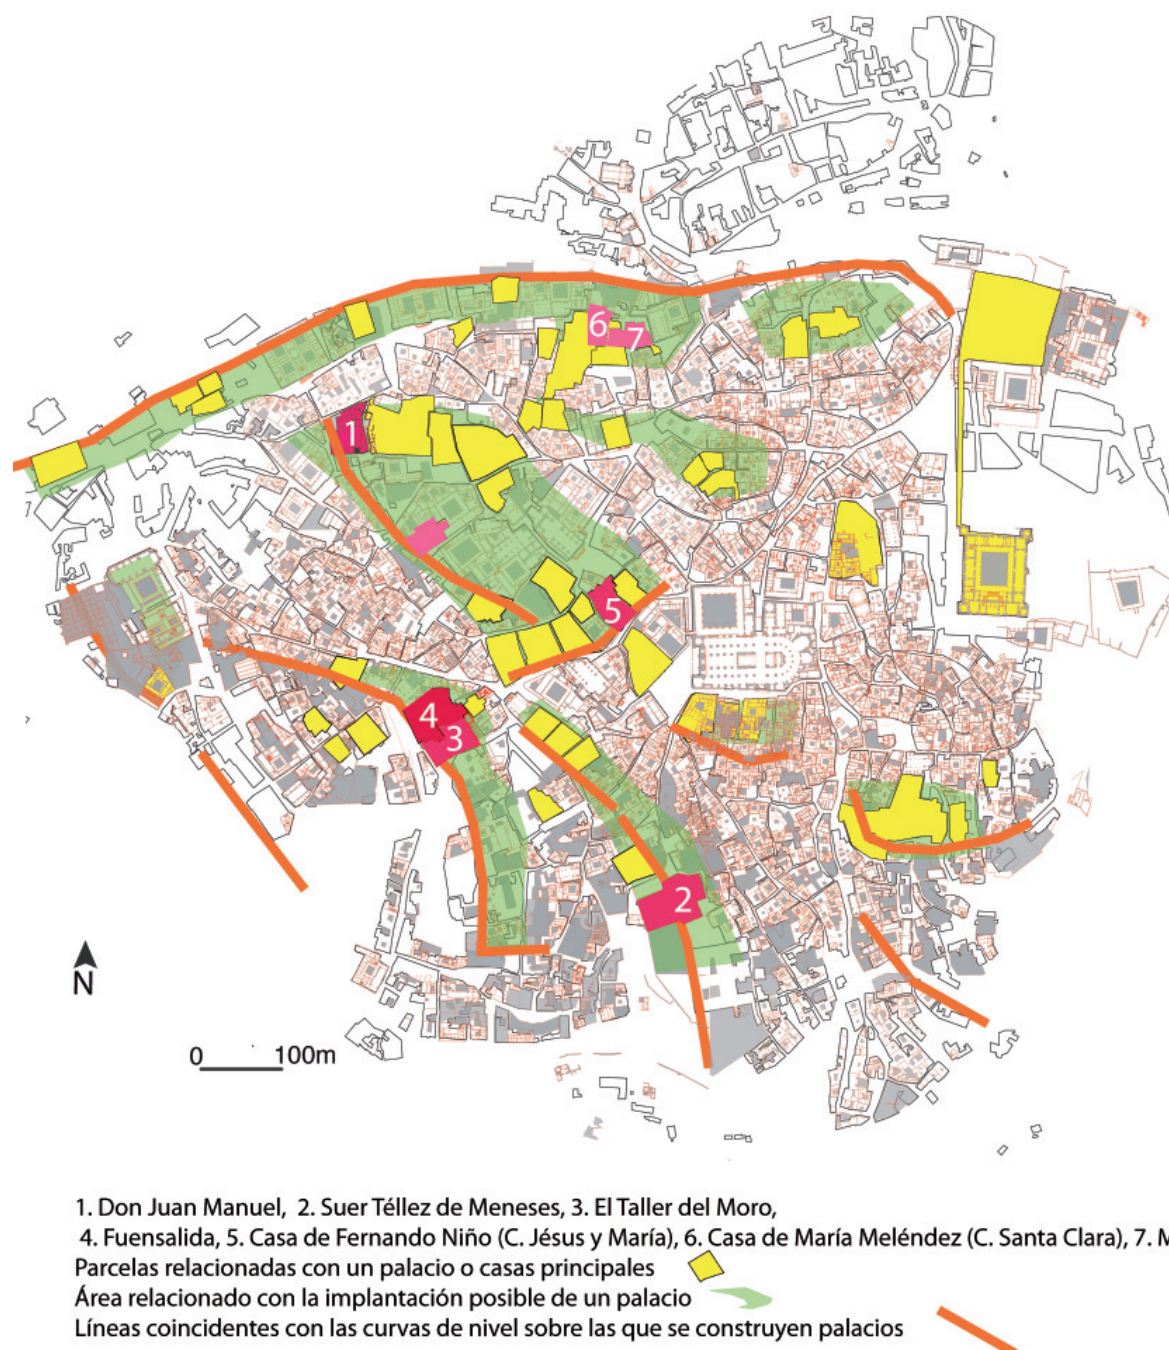 6
7
1
5
4
3
2
N
0 100m
1. Don Juan Manuel, 2. Suer Téllez de Meneses, 3. El Taller del Moro,
4. Fuensalida, 5. Casa de Fernando Niño (C. Jésus y María), 6. Casa de María Meléndez (C. Santa Clara), 7. M
Parcelas relacionadas con un palacio o casas principales
Área relacionado con la implantación posible de un palacio
Líneas coincidentes con las curvas de nivel sobre las que se construyen palacios